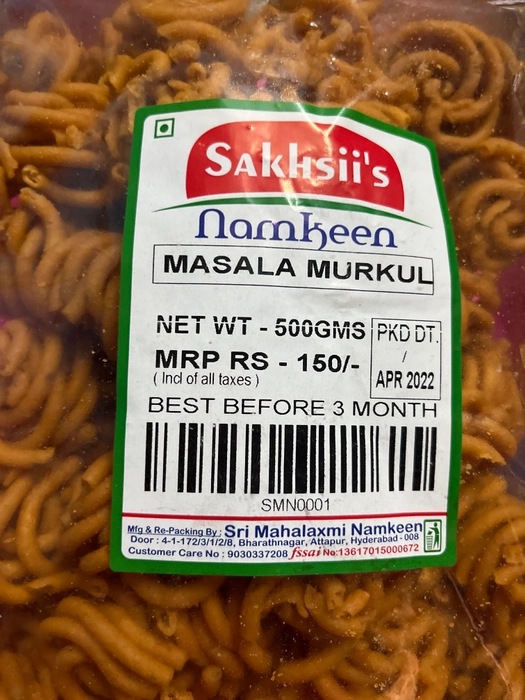 SAkHSii's
Namkeen
MASALA MURKUL
NET WT - 500GMS
MRP RS - 150/-
( Incl of all taxes )
PKD DT.
/
APR 2022
BEST BEFORE 3 MONTH
SMN0001
Mfg & Re-Packing By : Sri Mahalaxmi Namkeen
Door : 4-1-172/3/1/2/8, Bharathnagar, Attapur, Hyderabad - 008
Customer Care No : 9030337208 fssai No:13617015000672